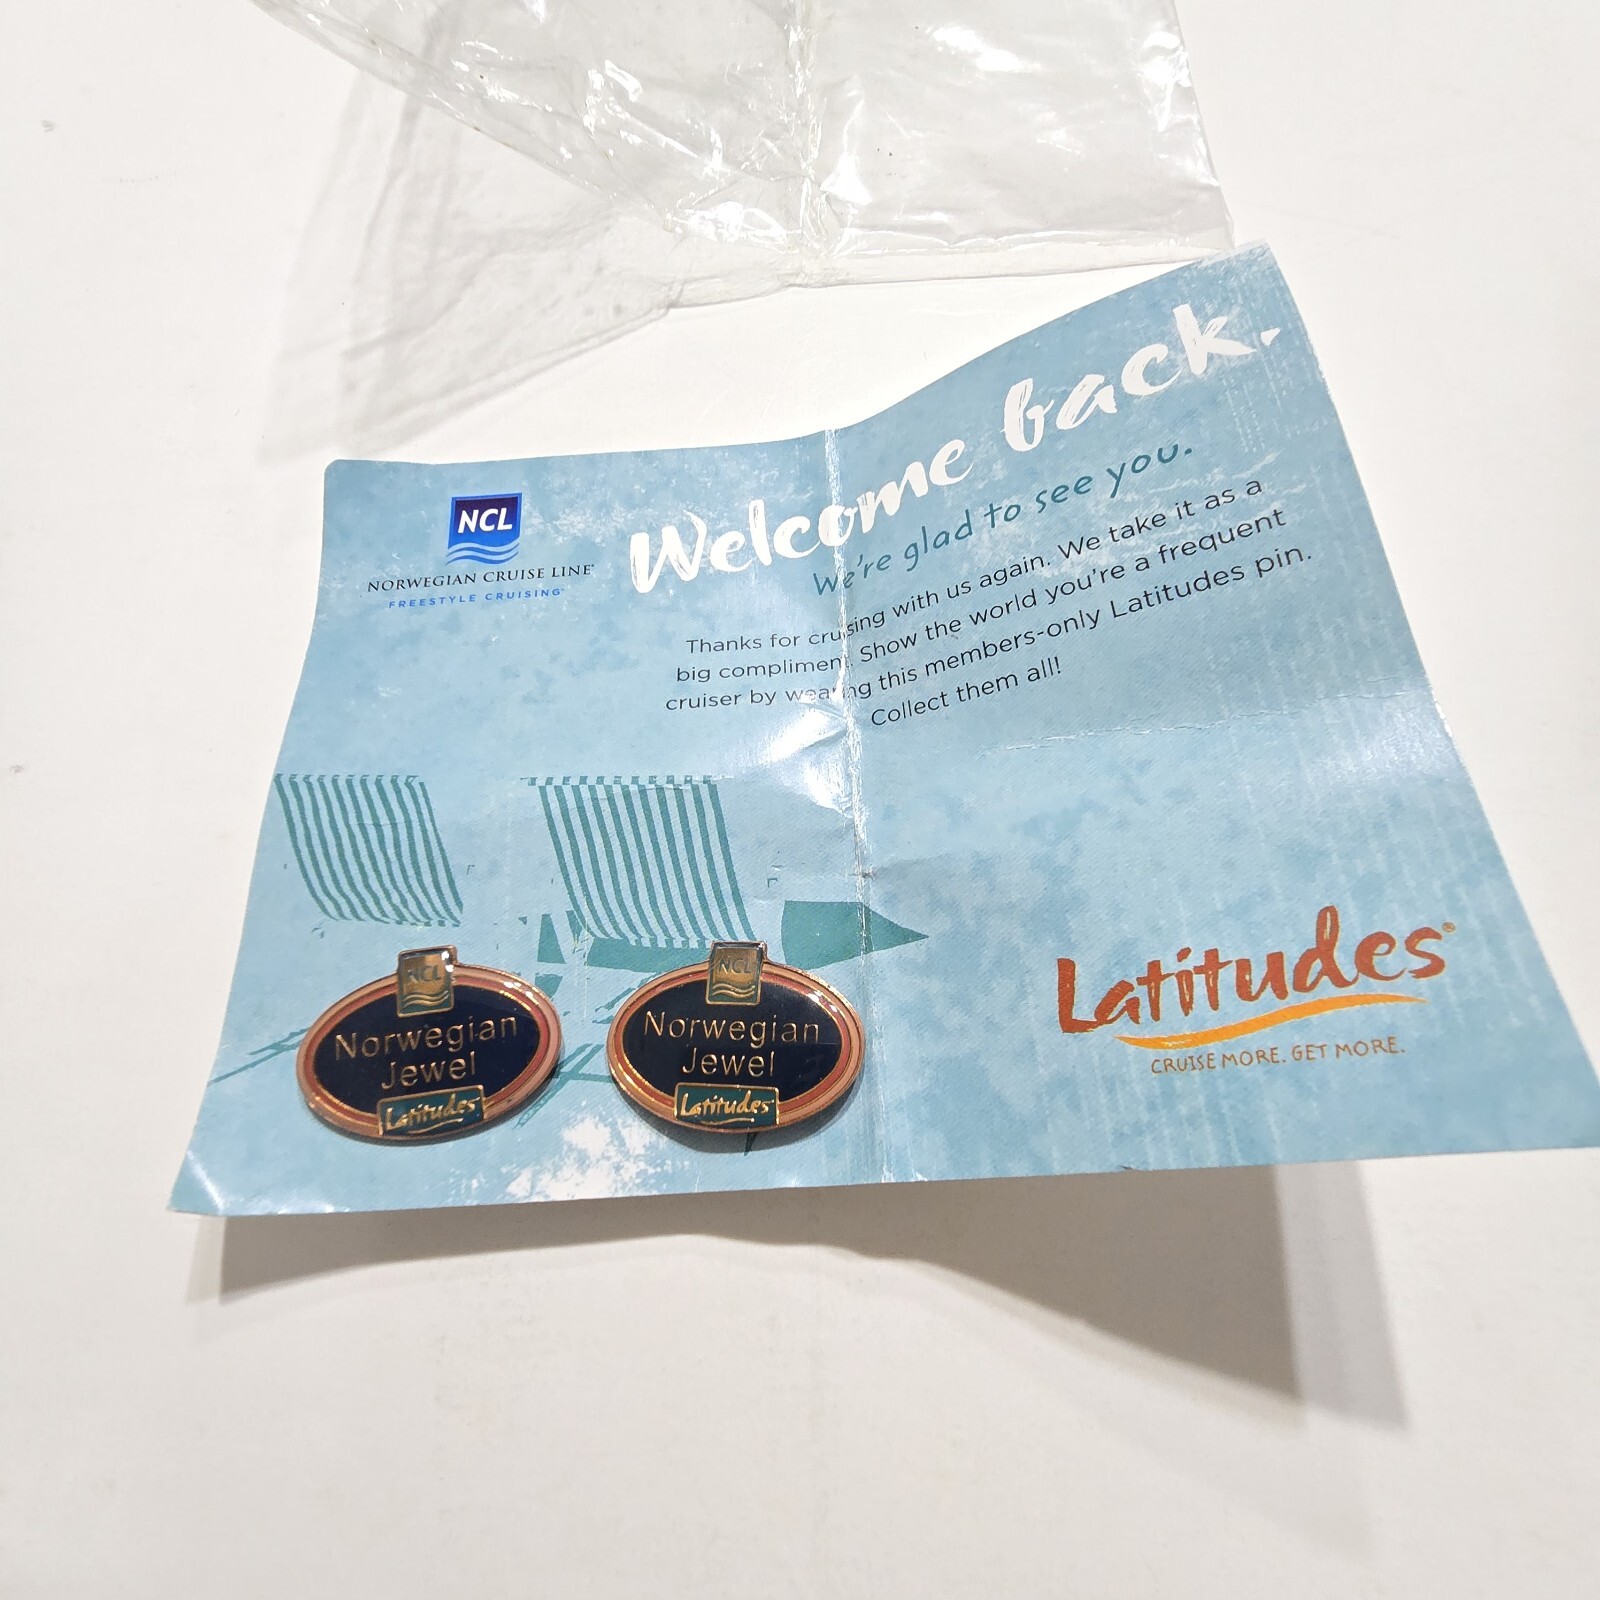 Welcome back.
We're glad to see you.
NCL
NORWEGIAN CRUISE LINE®
FREESTYLE CRUISING®
Thanks for cruising with us again. We take it as a
big compliment. Show the world you're a frequent
cruiser by wearing this members-only Latitudes pin.
Collect them all!
Latitudes®
CRUISE MORE. GET MORE.
NCL
Norwegian
Jewel
Latitudes
NCL
Norwegian
Jewel
Latitudes